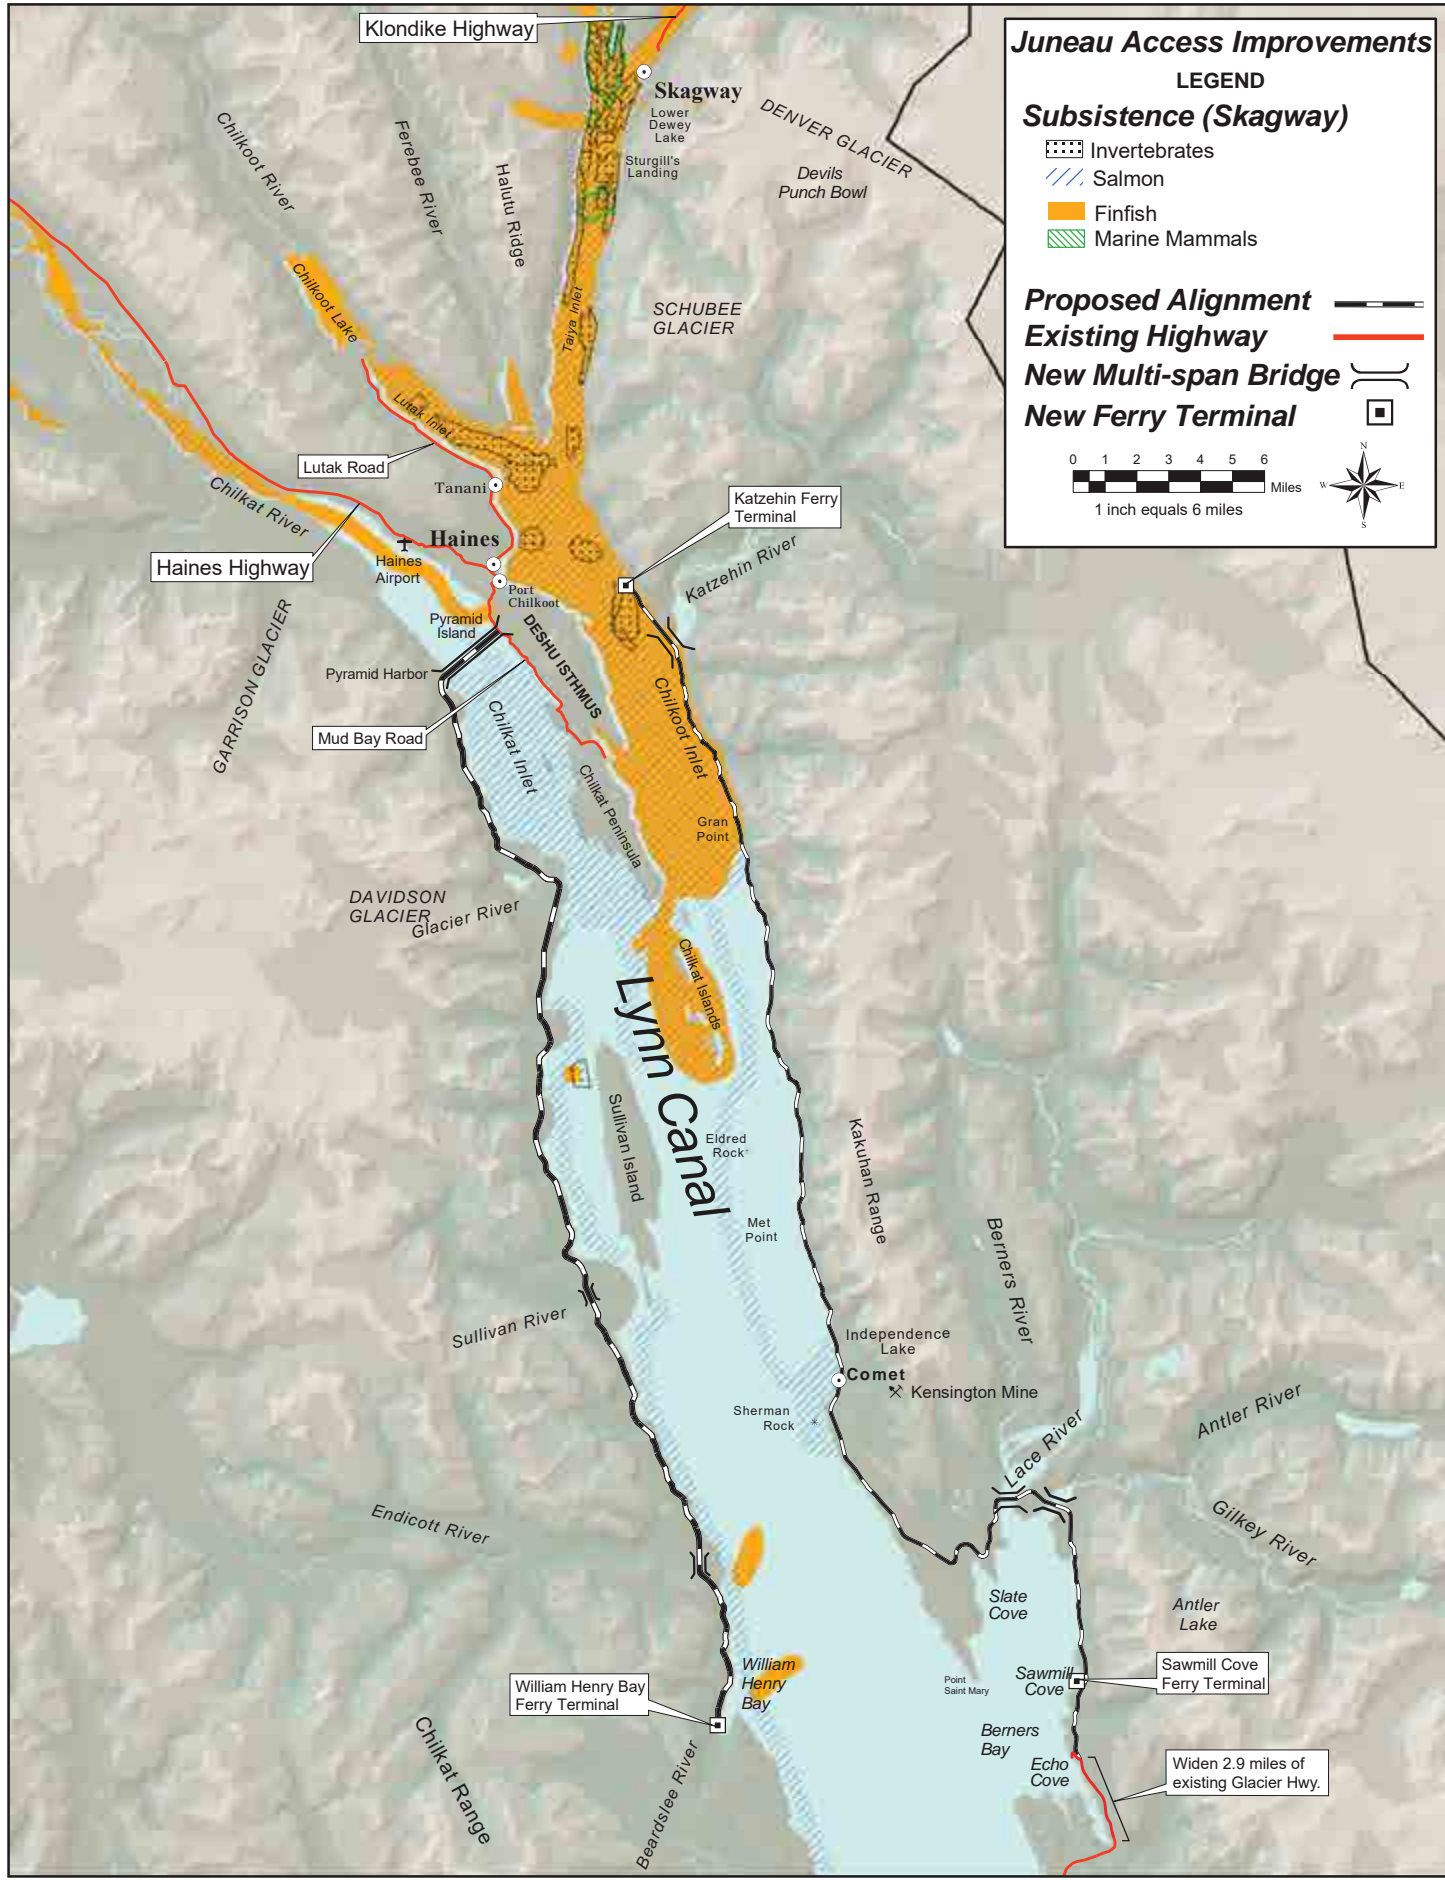 Klondike Highway
Juneau Access Improvements
LEGEND
Subsistence (Skagway)
Invertebrates
Salmon
Finfish
Marine Mammals
Proposed Alignment
Existing Highway
New Multi-span Bridge
New Ferry Terminal
0 1 2 3 4 5 6
Miles
1 inch equals 6 miles
N
W
E
S
Skagway
Lower
Dewey
Lake
Sturgill's
Landing
DENVER GLACIER
Devils
Punch Bowl
Chilkoot River
Ferebee River
Halutu Ridge
Chilkoot Lake
Taiya Inlet
SCHUBEE
GLACIER
Lutak Inlet
Lutak Road
Tanani
Chilkat River
Katzehin Ferry
Terminal
Haines
Haines
Airport
Haines Highway
Katzehin River
Port
Chilkoot
Pyramid
Island
DESHU ISTHMUS
GARRISON GLACIER
Pyramid Harbor
Mud Bay Road
Chilkat Inlet
Chilkoot Inlet
Chilkat Peninsula
Gran
Point
DAVIDSON
GLACIER
Glacier River
Chilkat Islands
Lynn Canal
Sullivan Island
Eldred
Rock
Kakuhan Range
Met
Point
Berners River
Sullivan River
Independence
Lake
Comet
Kensington Mine
Sherman
Rock
Antler River
Lace River
Endicott River
Gilkey River
Slate
Cove
Antler
Lake
William
Henry
Bay
William Henry Bay
Ferry Terminal
Point
Saint Mary
Sawmill
Cove
Sawmill Cove
Ferry Terminal
Chilkat Range
Beardslee River
Berners
Bay
Echo
Cove
Widen 2.9 miles of
existing Glacier Hwy.